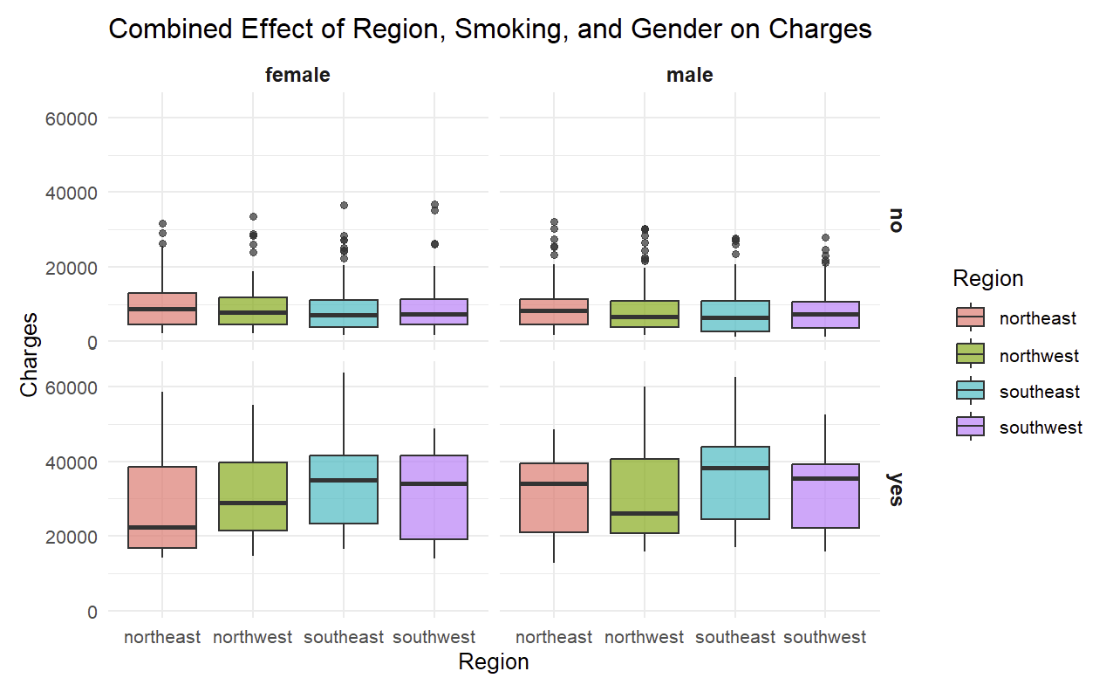 Combined Effect of Region, Smoking, and Gender on Charges
female
male
60000
40000
20000
0
no
60000
40000
20000
0
yes
Charges
northeast northwest southeast southwest
northeast northwest southeast southwest
Region
Region
northeast
northwest
southeast
southwest